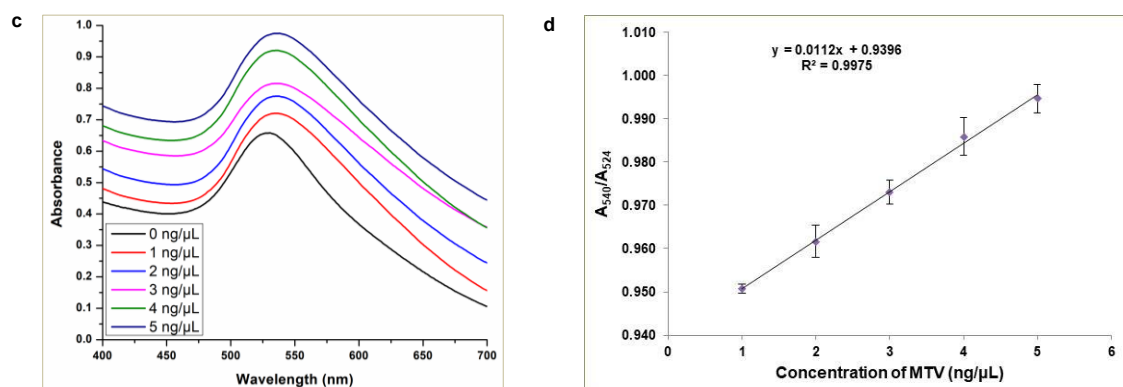 c
Absorbance
1.0
0.9
0.8
0.7
0.6
0.5
0.4
0.3
0.2
0.1
0.0
0 ng/µL
1 ng/µL
2 ng/µL
3 ng/µL
4 ng/µL
5 ng/µL
400 450 500 550 600 650 700
Wavelength (nm)
d
y = 0.0112x + 0.9396
R² = 0.9975
A540/A524
1.010
1.000
0.990
0.980
0.970
0.960
0.950
0.940
0 1 2 3 4 5 6
Concentration of MTV (ng/µL)